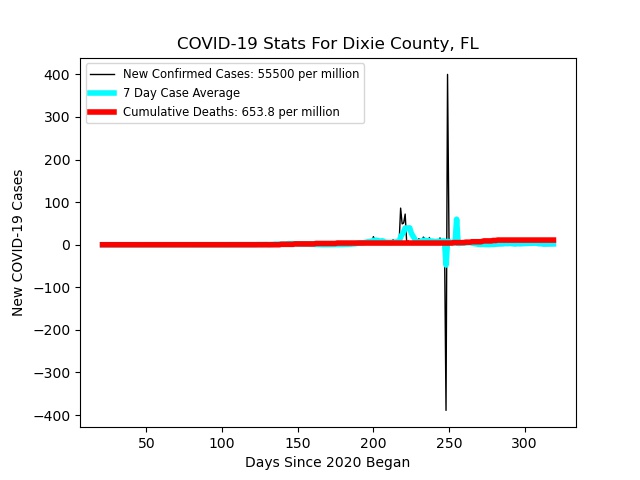 COVID-19 Stats For Dixie County, FL
New Confirmed Cases: 55500 per million
7 Day Case Average
Cumulative Deaths: 653.8 per million
New COVID-19 Cases
400
300
200
100
0
−100
−200
−300
−400
50 100 150 200 250 300
Days Since 2020 Began